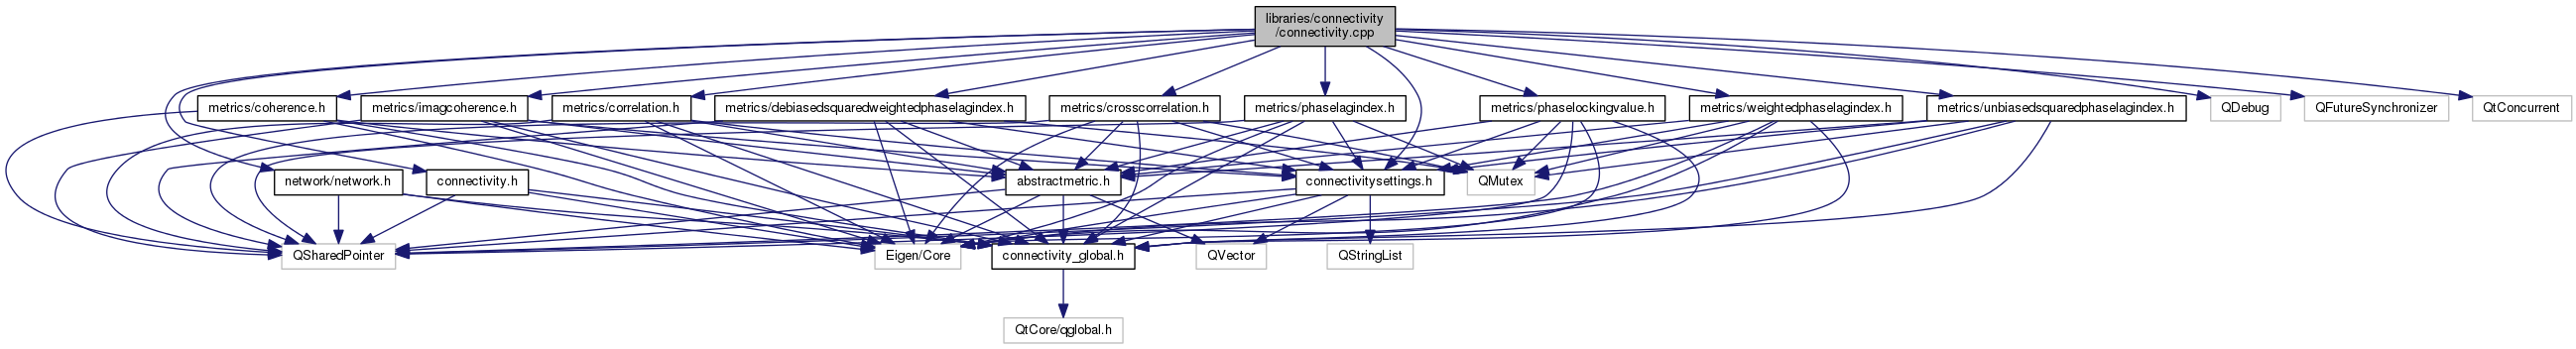 libraries/connectivity
/connectivity.cpp
metrics/coherence.h
metrics/imagcoherence.h
metrics/correlation.h
metrics/debiasedsquaredweightedphaselagindex.h
metrics/crosscorrelation.h
metrics/phaselagindex.h
metrics/phaselockingvalue.h
metrics/weightedphaselagindex.h
metrics/unbiasedsquaredphaselagindex.h
QDebug
QFutureSynchronizer
QtConcurrent
network/network.h
connectivity.h
abstractmetric.h
connectivitysettings.h
QMutex
QSharedPointer
Eigen/Core
connectivity_global.h
QVector
QStringList
QtCore/qglobal.h